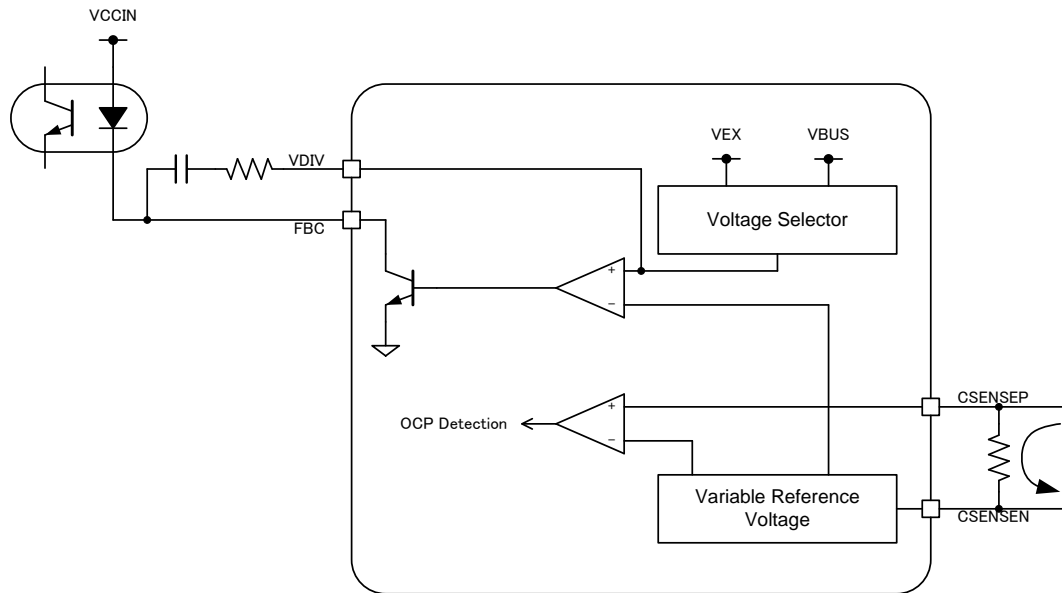 VCCIN
VEX
VBUS
VDIV
Voltage Selector
FBC
+
−
CSENSEP
+
OCP Detection
−
Variable Reference
Voltage
CSENSEN